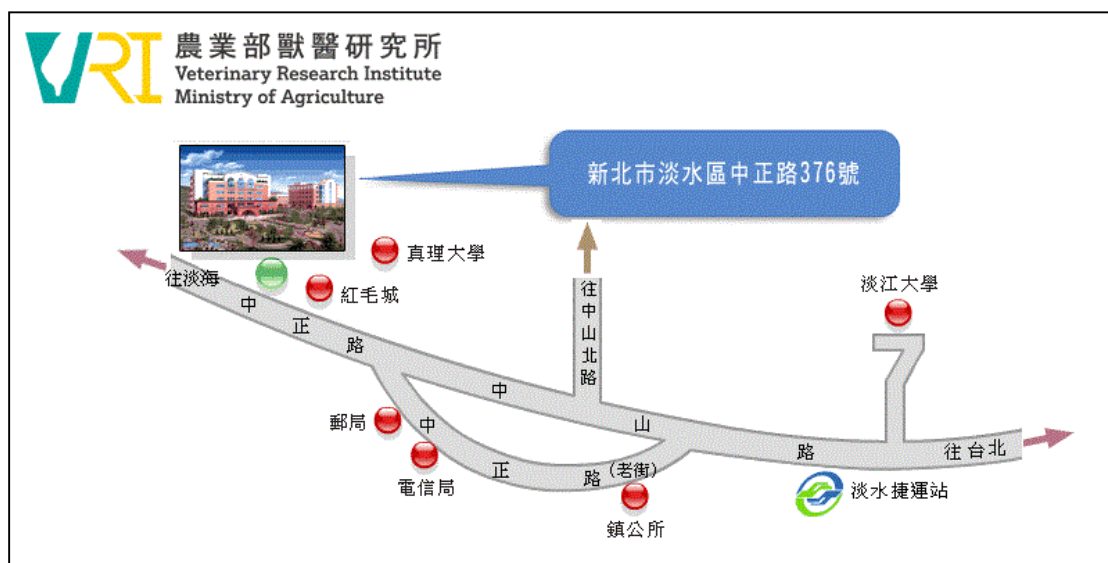 VRI
農業部獸醫研究所
Veterinary Research Institute
Ministry of Agriculture
新北市淡水區中正路376號
真理大學
往淡海
紅毛城
中正路
往中山北路
淡江大學
中山路
往台北
郵局
電信局
中正路(老街)
鎮公所
淡水捷運站